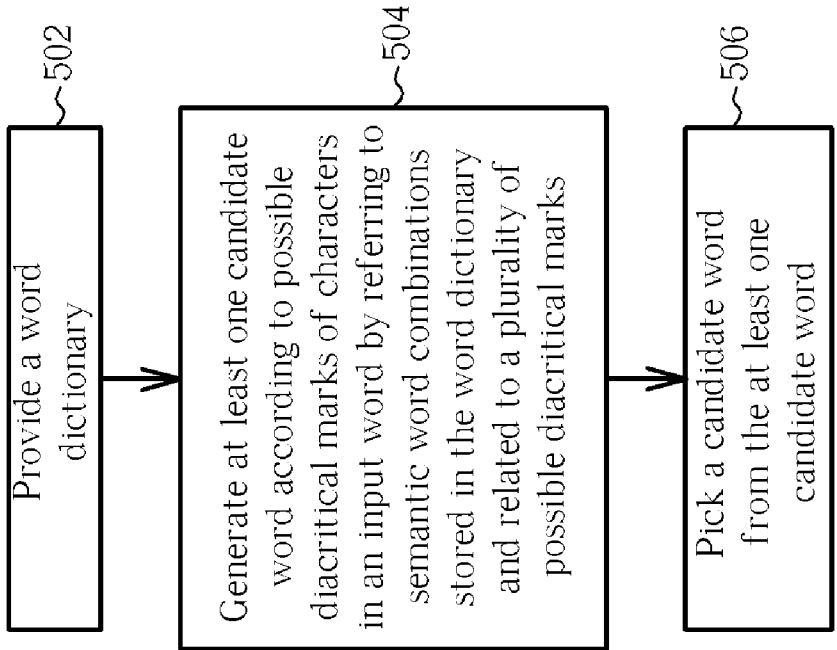 502
Provide a word
dictionary
504
Generate at least one candidate
word according to possible
diacritical marks of characters
in an input word by referring to
semantic word combinations
stored in the word dictionary
and related to a plurality of
possible diacritical marks
506
Pick a candidate word
from the at least one
candidate word